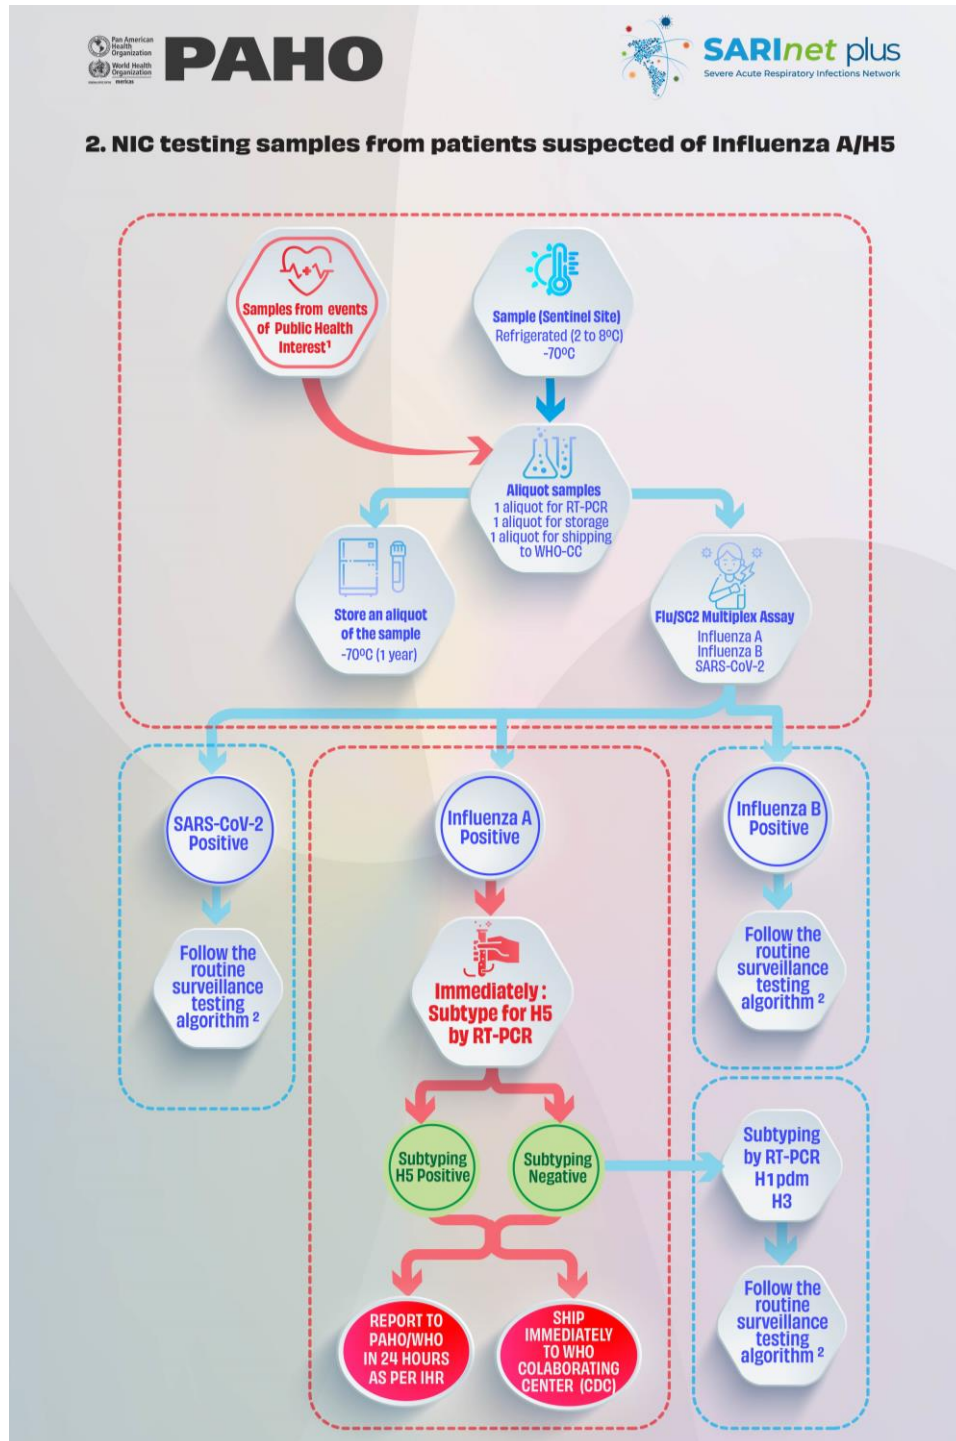 Pan American
Health
Organization
World Health
Organization
PAHO
SARInet plus
Severe Acute Respiratory Infections Network
2. NIC testing samples from patients suspected of Influenza A/H5
Samples from events
of Public Health
Interest¹
Sample (Sentinel Site)
Refrigerated (2 to 8ºC)
-70ºC
Aliquot samples
1 aliquot for RT-PCR
1 aliquot for storage
1 aliquot for shipping
to WHO-CC
Store an aliquot
of the sample
-70ºC (1 year)
Flu/SC2 Multiplex Assay
Influenza A
Influenza B
SARS-CoV-2
SARS-CoV-2
Positive
Influenza A
Positive
Influenza B
Positive
Follow the
routine
surveillance
testing
algorithm ²
Immediately :
Subtype for H5
by RT-PCR
Follow the
routine
surveillance
testing
algorithm ²
Subtyping
H5 Positive
Subtyping
Negative
Subtyping
by RT-PCR
H1pdm
H3
REPORT TO
PAHO/WHO
IN 24 HOURS
AS PER IHR
SHIP
IMMEDIATELY
TO WHO
COLABORATING
CENTER (CDC)
Follow the
routine
surveillance
testing
algorithm ²